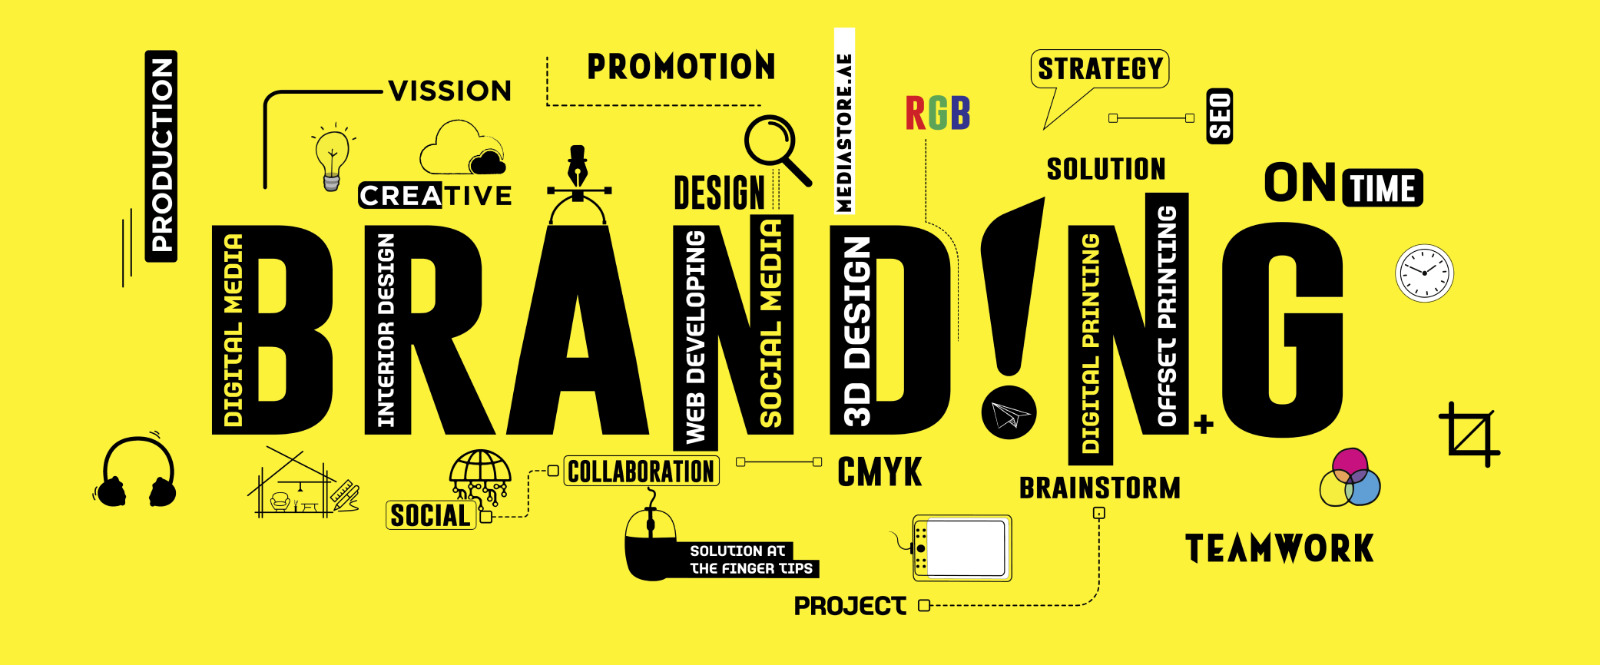 PRODUCTION
VISSION
PROMOTION
MEDIASTORE.AE
RGB
STRATEGY
SEO
SOLUTION
ON TIME
CREATIVE
DESIGN
BRAND!NG
DIGITAL MEDIA
INTERIOR DESIGN
WEB DEVELOPING
SOCIAL MEDIA
3D DESIGN
DIGITAL PRINTING
OFFSET PRINTING
+
SOCIAL
COLLABORATION
CMYK
BRAINSTORM
SOLUTION AT
THE FINGER TIPS
TEAMWORK
PROJECT